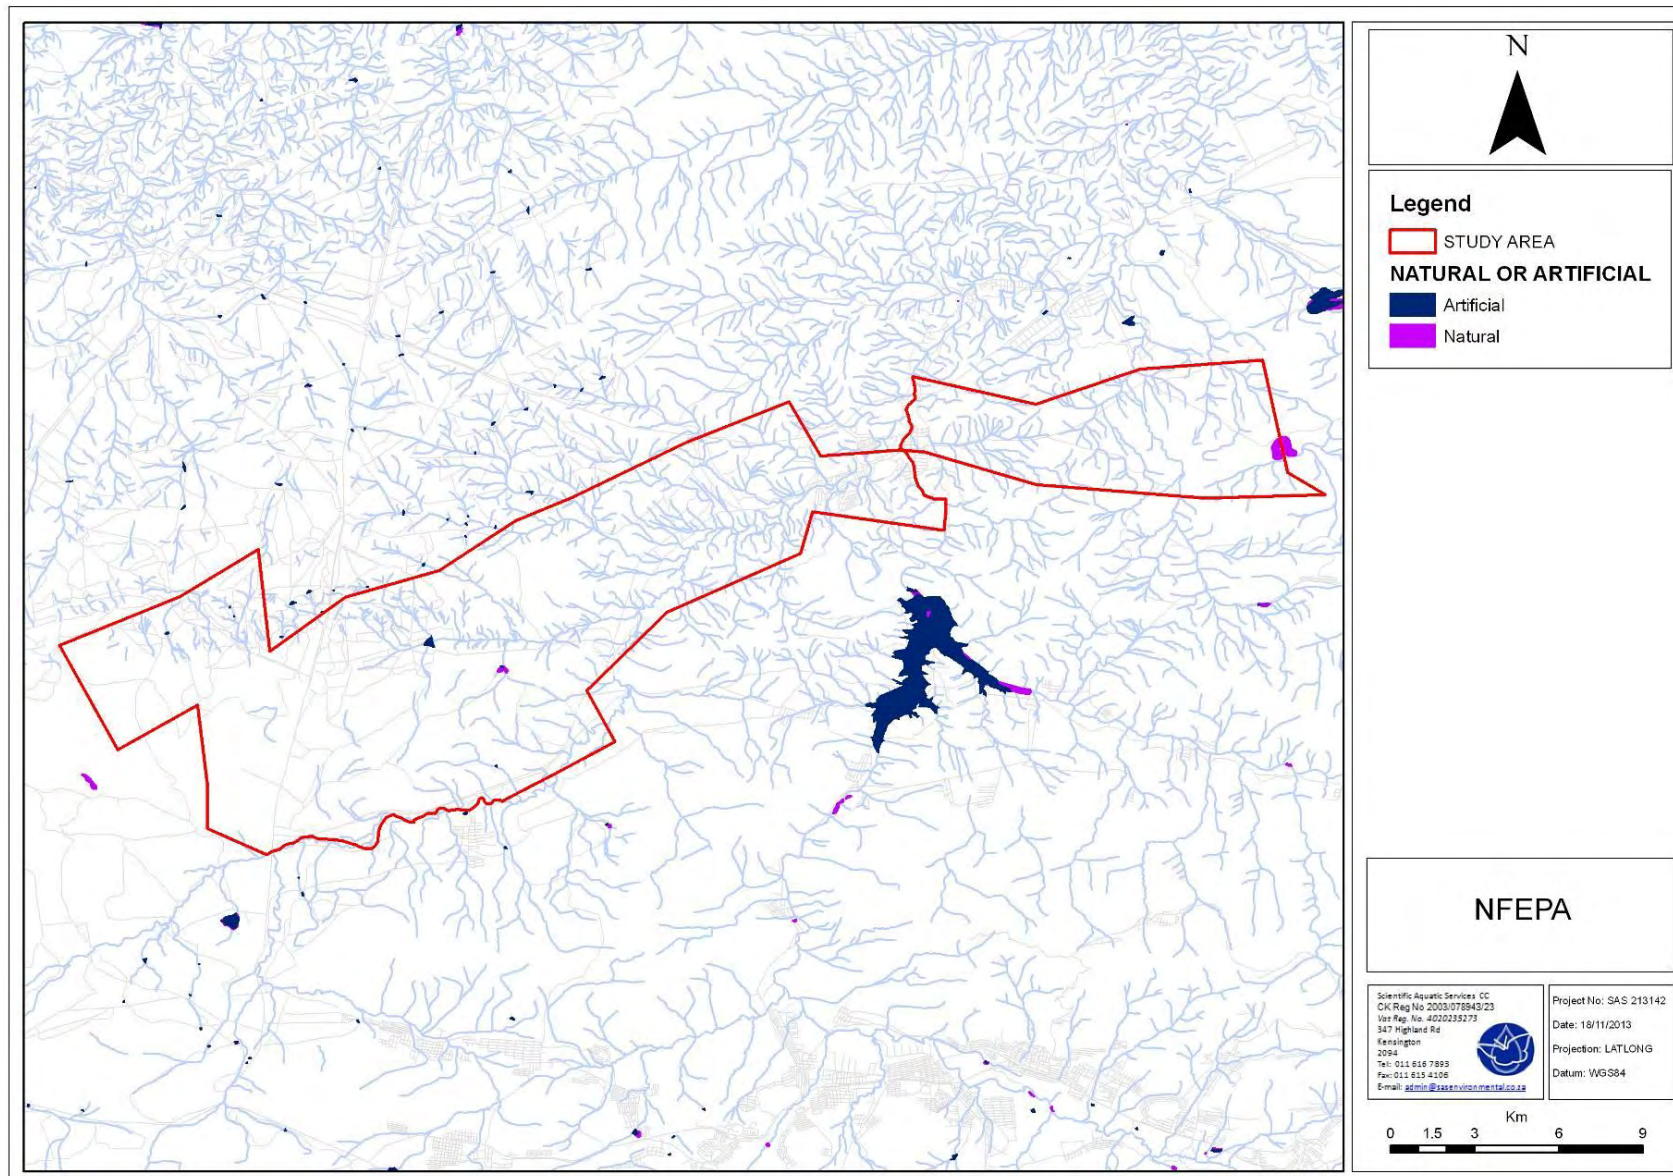 N
Legend
STUDY AREA
NATURAL OR ARTIFICIAL
Artificial
Natural
NFEPA
Scientific Aquatic Services CC
CK Reg No 2003/078943/23
Vat Reg. No. 4020235273
347 Highland Rd
Kensington
2094
Tel: 011 616 7893
Fax: 011 615 4106
E-mail: admin@sasenvironmental.co.za
Project No: SAS 213142
Date: 18/11/2013
Projection: LATLONG
Datum: WGS84
Km
0 1.5 3 6 9